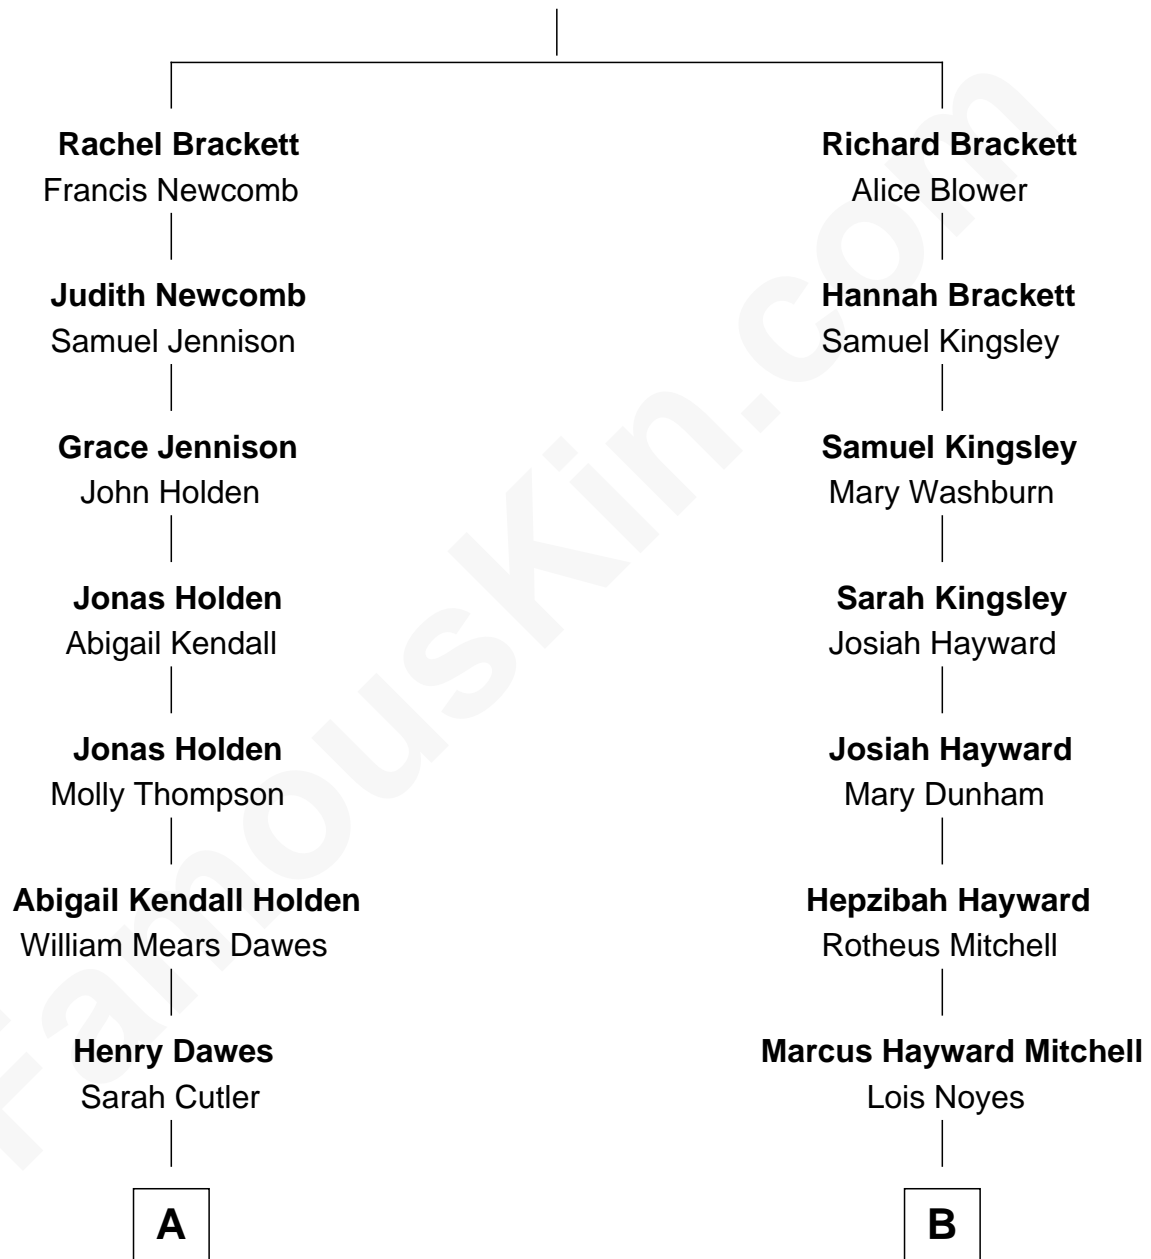 Rachel Brackett
Francis Newcomb
Richard Brackett
Alice Blower
Judith Newcomb
Samuel Jennison
Hannah Brackett
Samuel Kingsley
Grace Jennison
John Holden
Samuel Kingsley
Mary Washburn
Jonas Holden
Abigail Kendall
Sarah Kingsley
Josiah Hayward
Jonas Holden
Molly Thompson
Josiah Hayward
Mary Dunham
Abigail Kendall Holden
William Mears Dawes
Hepzibah Hayward
Rotheus Mitchell
Henry Dawes
Sarah Cutler
Marcus Hayward Mitchell
Lois Noyes
A
B
FamousKin.com